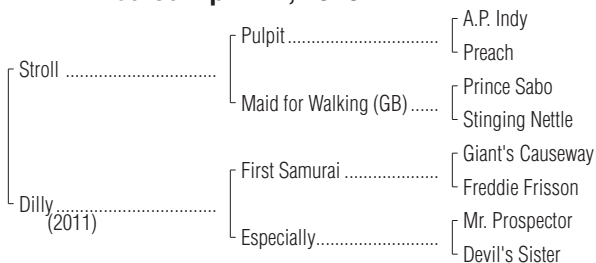 A.P. Indy
Pulpit
Preach
Stroll
Prince Sabo
Maid for Walking (GB)
Stinging Nettle
Giant's Causeway
First Samurai
Freddie Frisson
Dilly
(2011)
Mr. Prospector
Especially
Devil's Sister